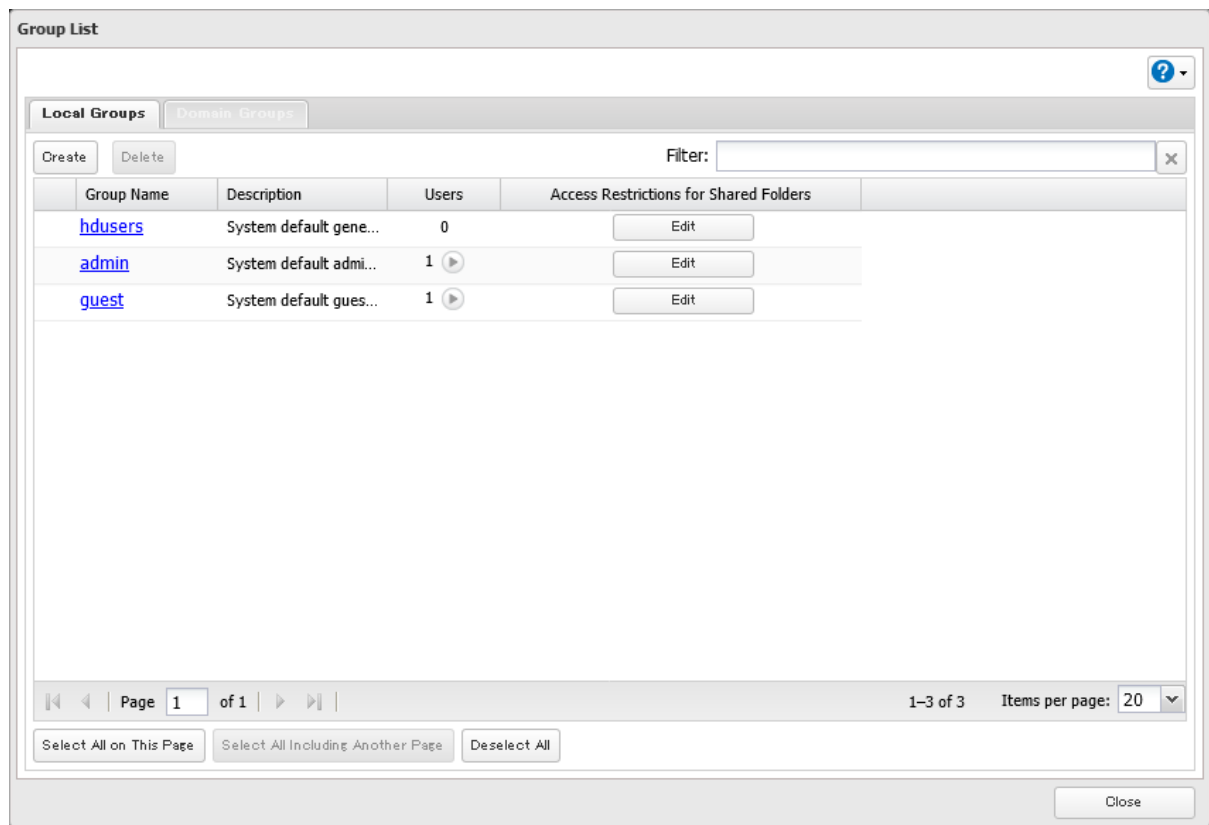 Group List
Local Groups Domain Groups
Create Delete Filter:
Group Name Description Users Access Restrictions for Shared Folders
hdusers System default gene... 0 Edit
admin System default admi... 1 Edit
guest System default gues... 1 Edit
Page 1 of 1 1–3 of 3 Items per page: 20
Select All on This Page Select All Including Another Page Deselect All
Close